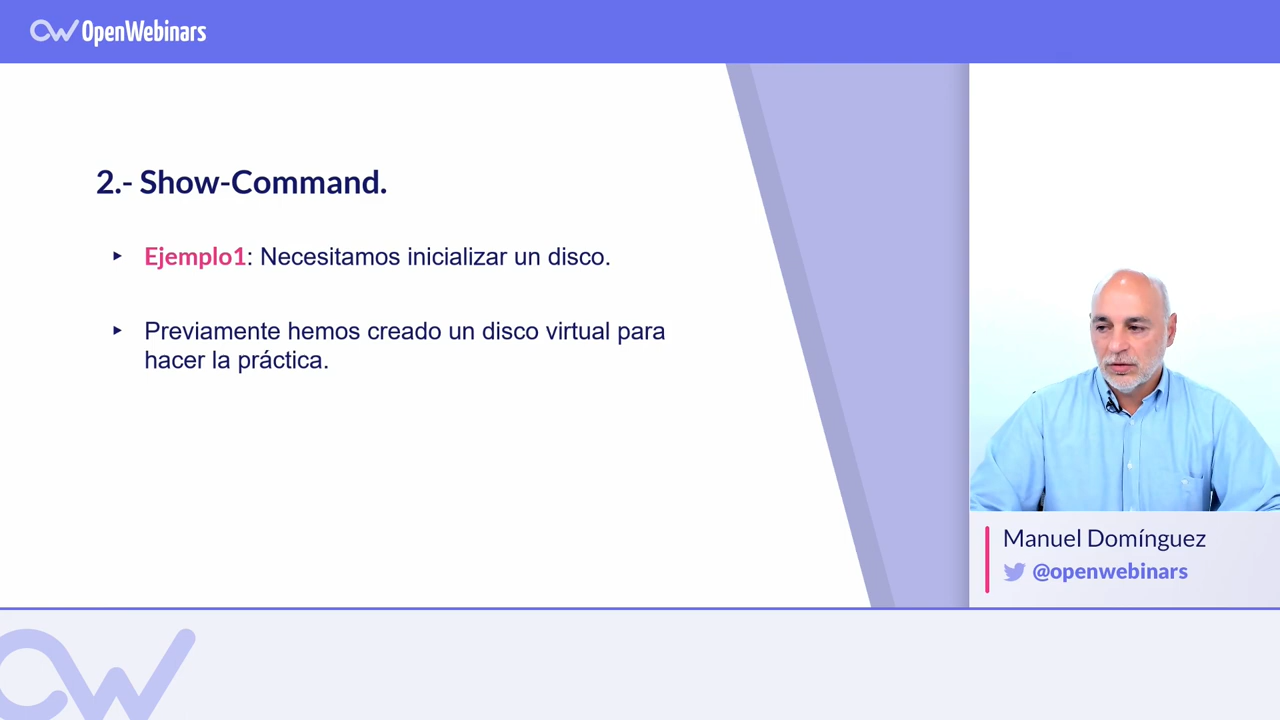 OpenWebinars
2.- Show-Command.
Ejemplo1: Necesitamos inicializar un disco.
Previamente hemos creado un disco virtual para
hacer la práctica.
Manuel Domínguez
@openwebinars